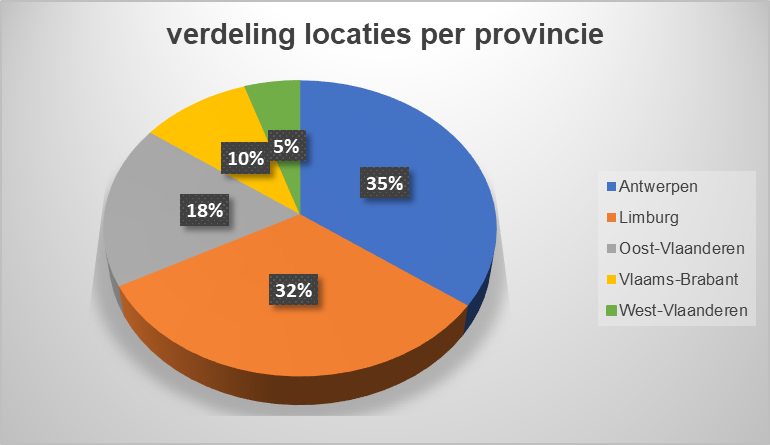 verdeling locaties per provincie
5%
10%
35%
18%
32%
Antwerpen
Limburg
Oost-Vlaanderen
Vlaams-Brabant
West-Vlaanderen